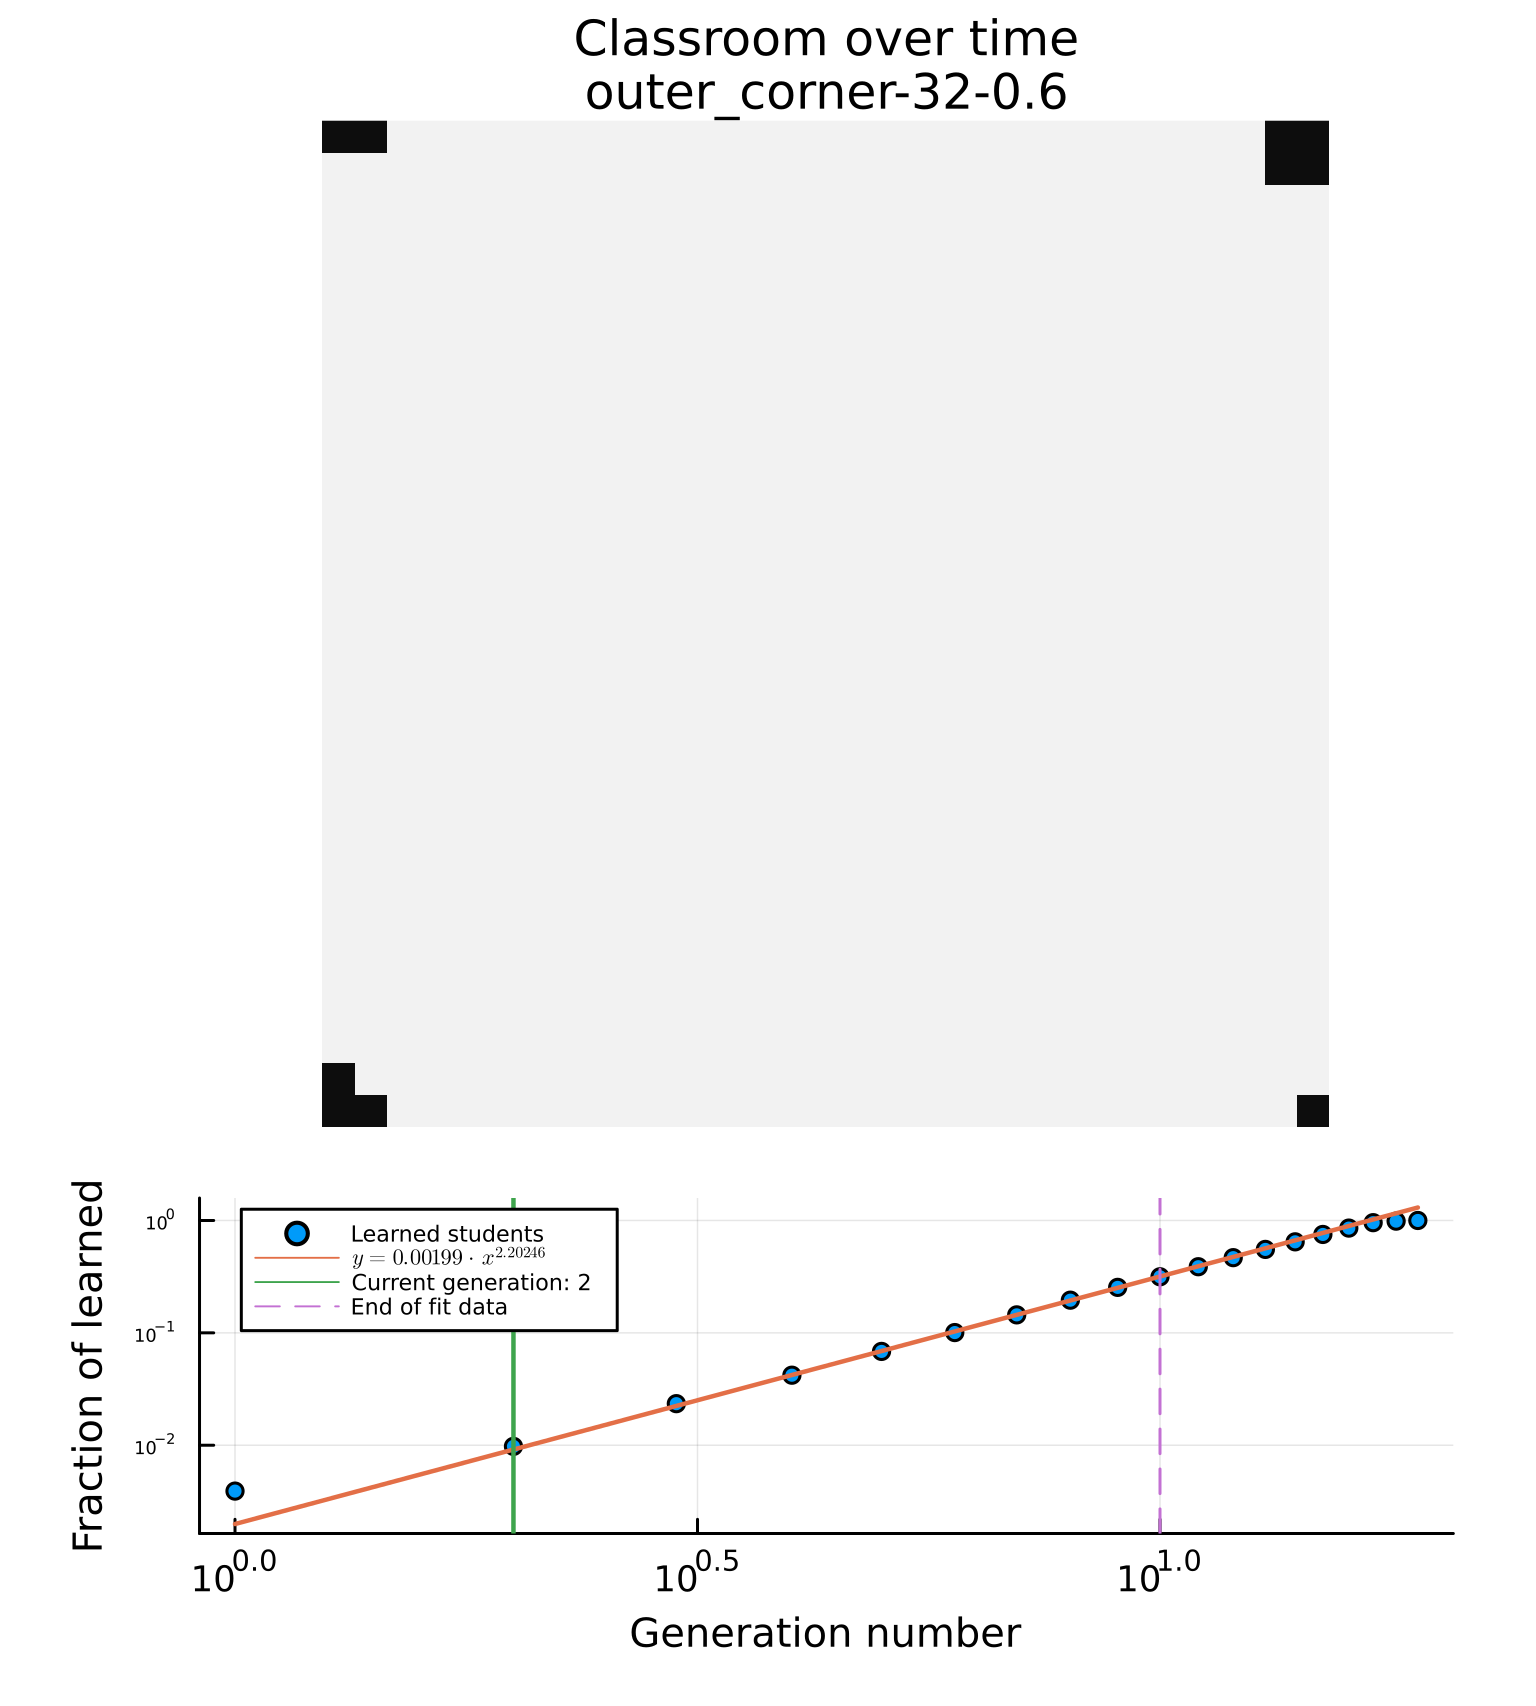 Classroom over time
outer_corner-32-0.6
Fraction of learned
10^0
10^−1
10^−2
Learned students
y = 0.00199 · x^2.20246
Current generation: 2
End of fit data
10^0.0 10^0.5 10^1.0
Generation number